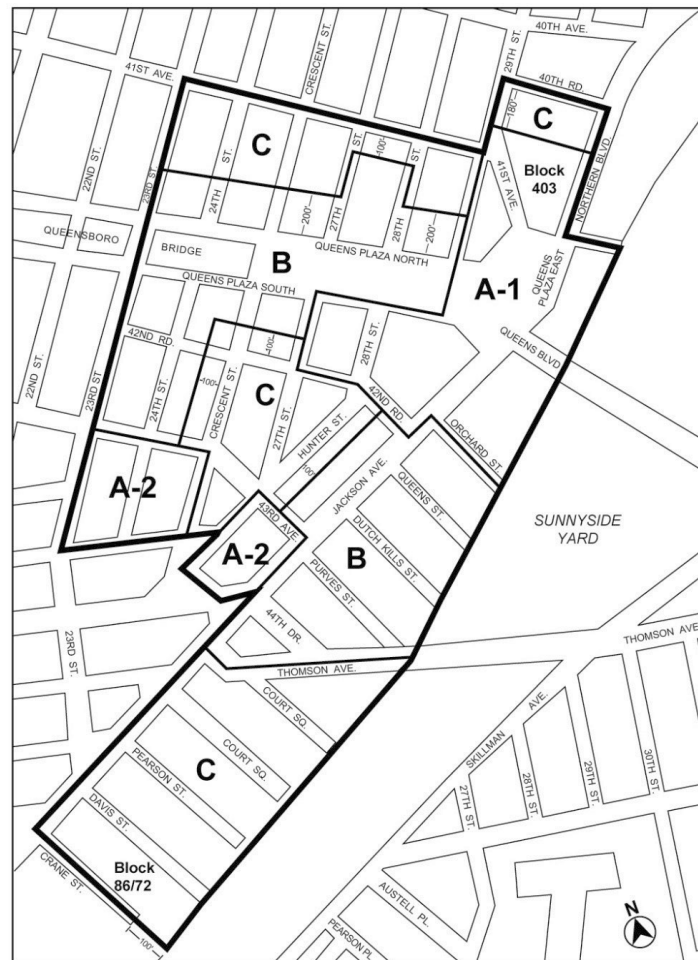 40TH AVE.
29TH ST.
CRESCENT ST.
41ST AVE.
40TH RD.
180'
C
NORTHERN BLVD.
22ND ST.
23RD ST.
24TH ST.
C
100'
ST.
ST.
41ST AVE.
Block
403
200'
27TH
28TH
200'
QUEENSBORO
BRIDGE
QUEENS PLAZA NORTH
B
QUEENS PLAZA SOUTH
A-1
QUEENS
PLAZA EAST
QUEENS BLVD.
42ND RD.
100'
28TH ST.
22ND ST.
23RD ST
24TH ST.
100'
CRESCENT ST.
C
27TH ST.
42ND RD.
ORCHARD ST.
HUNTER ST.
100'
JACKSON AVE.
QUEENS ST.
A-2
43RD AVE.
A-2
B
DUTCH KILLS ST.
SUNNYSIDE
YARD
PURVES ST.
44TH DR.
23RD ST.
THOMSON AVE.
THOMSON AVE.
COURT SQ.
COURT SQ.
C
PEARSON ST.
SKILLMAN AVE.
27TH ST.
28TH ST.
29TH ST.
30TH ST.
DAVIS ST.
Block
86/72
CRANE ST.
100'
AUSTELL PL.
PEARSON PL.
N